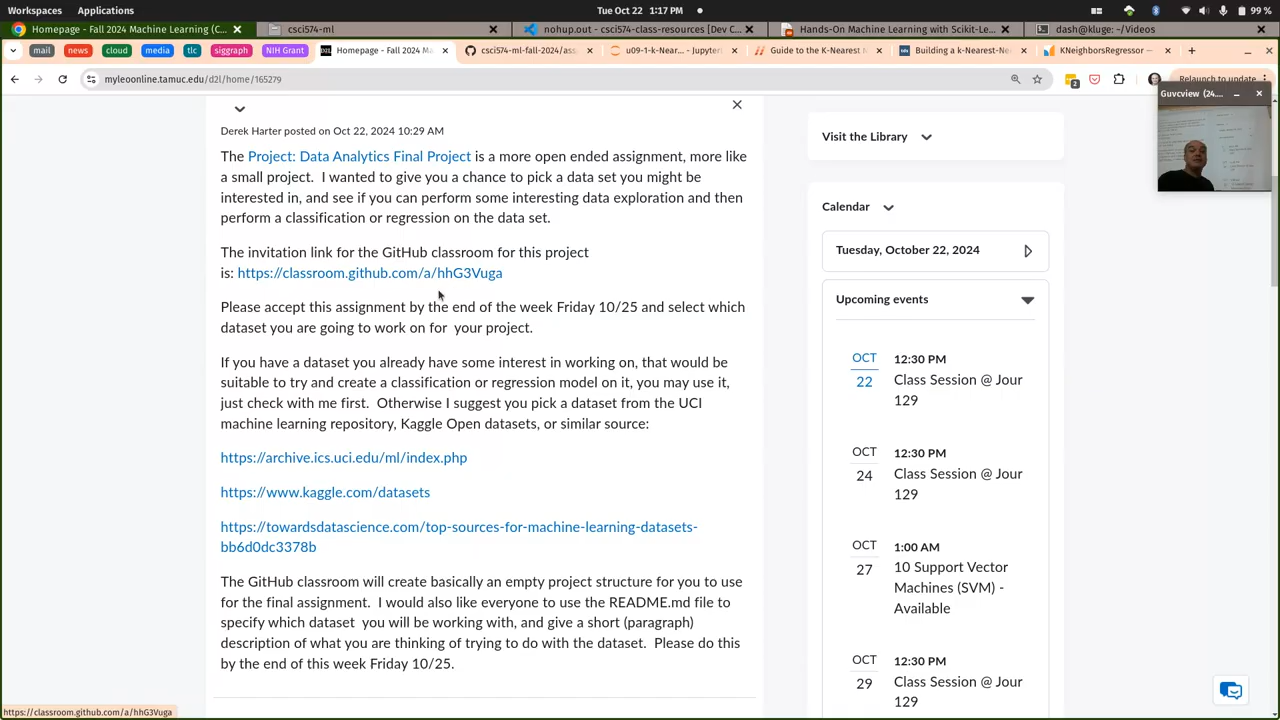 Workspaces Applications Tue Oct 22 1:17 PM 99 %
Homepage - Fall 2024 Machine Learning (C... csci574-ml nohup.out - csci574-class-resources [Dev C... Hands-On Machine Learning with Scikit-Le... dash@kluge: ~/Videos
mail news cloud media tlc siggraph NIH Grant Homepage - Fall 2024 Ma csci574-ml-fall-2024/ass u09-1-k-Near... - Jupyter Guide to the K-Nearest N Building a k-Nearest-Ne KNeighborsRegressor —
myleoonline.tamuc.edu/d2l/home/165279 2 Relaunch to update
Guvcview (24....
Derek Harter posted on Oct 22, 2024 10:29 AM
The Project: Data Analytics Final Project is a more open ended assignment, more like
a small project. I wanted to give you a chance to pick a data set you might be
interested in, and see if you can perform some interesting data exploration and then
perform a classification or regression on the data set.
The invitation link for the GitHub classroom for this project
is: https://classroom.github.com/a/hhG3Vuga
Please accept this assignment by the end of the week Friday 10/25 and select which
dataset you are going to work on for your project.
If you have a dataset you already have some interest in working on, that would be
suitable to try and create a classification or regression model on it, you may use it,
just check with me first. Otherwise I suggest you pick a dataset from the UCI
machine learning repository, Kaggle Open datasets, or similar source:
https://archive.ics.uci.edu/ml/index.php
https://www.kaggle.com/datasets
https://towardsdatascience.com/top-sources-for-machine-learning-datasets-
bb6d0dc3378b
The GitHub classroom will create basically an empty project structure for you to use
for the final assignment. I would also like everyone to use the README.md file to
specify which dataset you will be working with, and give a short (paragraph)
description of what you are thinking of trying to do with the dataset. Please do this
by the end of this week Friday 10/25.
Visit the Library
Calendar
Tuesday, October 22, 2024
Upcoming events
OCT 12:30 PM
22 Class Session @ Jour
129
OCT 12:30 PM
24 Class Session @ Jour
129
OCT 1:00 AM
27 10 Support Vector
Machines (SVM) -
Available
OCT 12:30 PM
29 Class Session @ Jour
129
https://classroom.github.com/a/hhG3Vuga